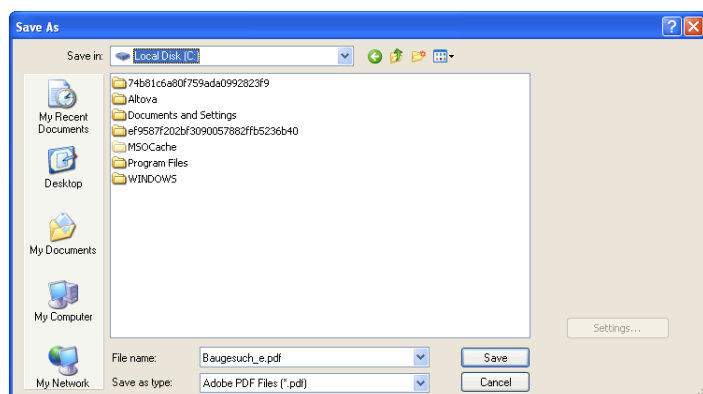 Save As
Save in:
Local Disk (C:)
74b81c6a80f759ada0992823f9
Altova
Documents and Settings
ef9587f202bf3090057882ffb5236b40
MSOCache
Program Files
WINDOWS
My Recent
Documents
Desktop
My Documents
My Computer
My Network
Settings...
File name:
Baugesuch_e.pdf
Save
Save as type:
Adobe PDF Files (*.pdf)
Cancel